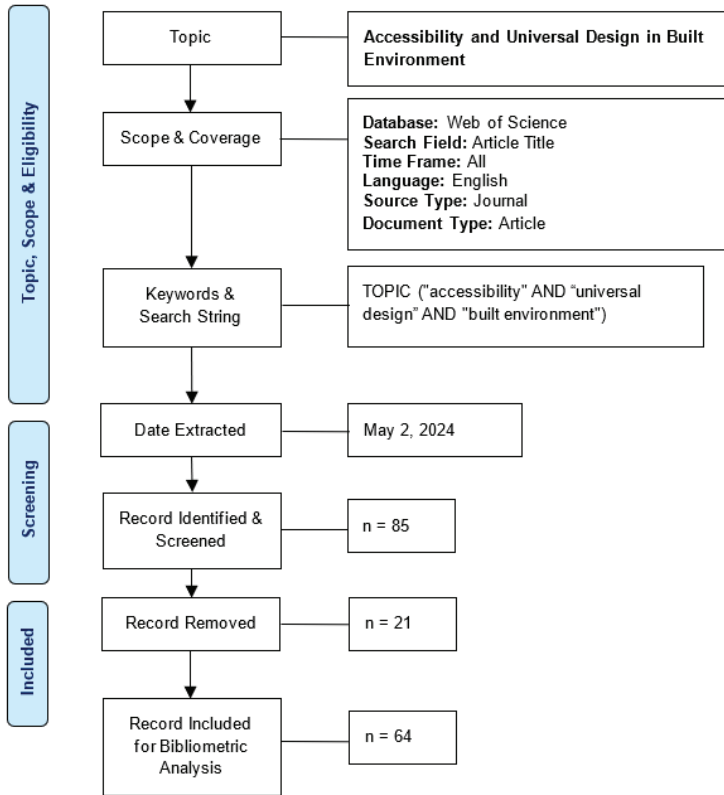 Topic, Scope & Eligibility
Topic
Accessibility and Universal Design in Built
Environment
Scope & Coverage
Database: Web of Science
Search Field: Article Title
Time Frame: All
Language: English
Source Type: Journal
Document Type: Article
Keywords &
Search String
TOPIC ("accessibility" AND “universal
design” AND "built environment")
Screening
Date Extracted
May 2, 2024
Record Identified &
Screened
n = 85
Included
Record Removed
n = 21
Record Included
for Bibliometric
Analysis
n = 64